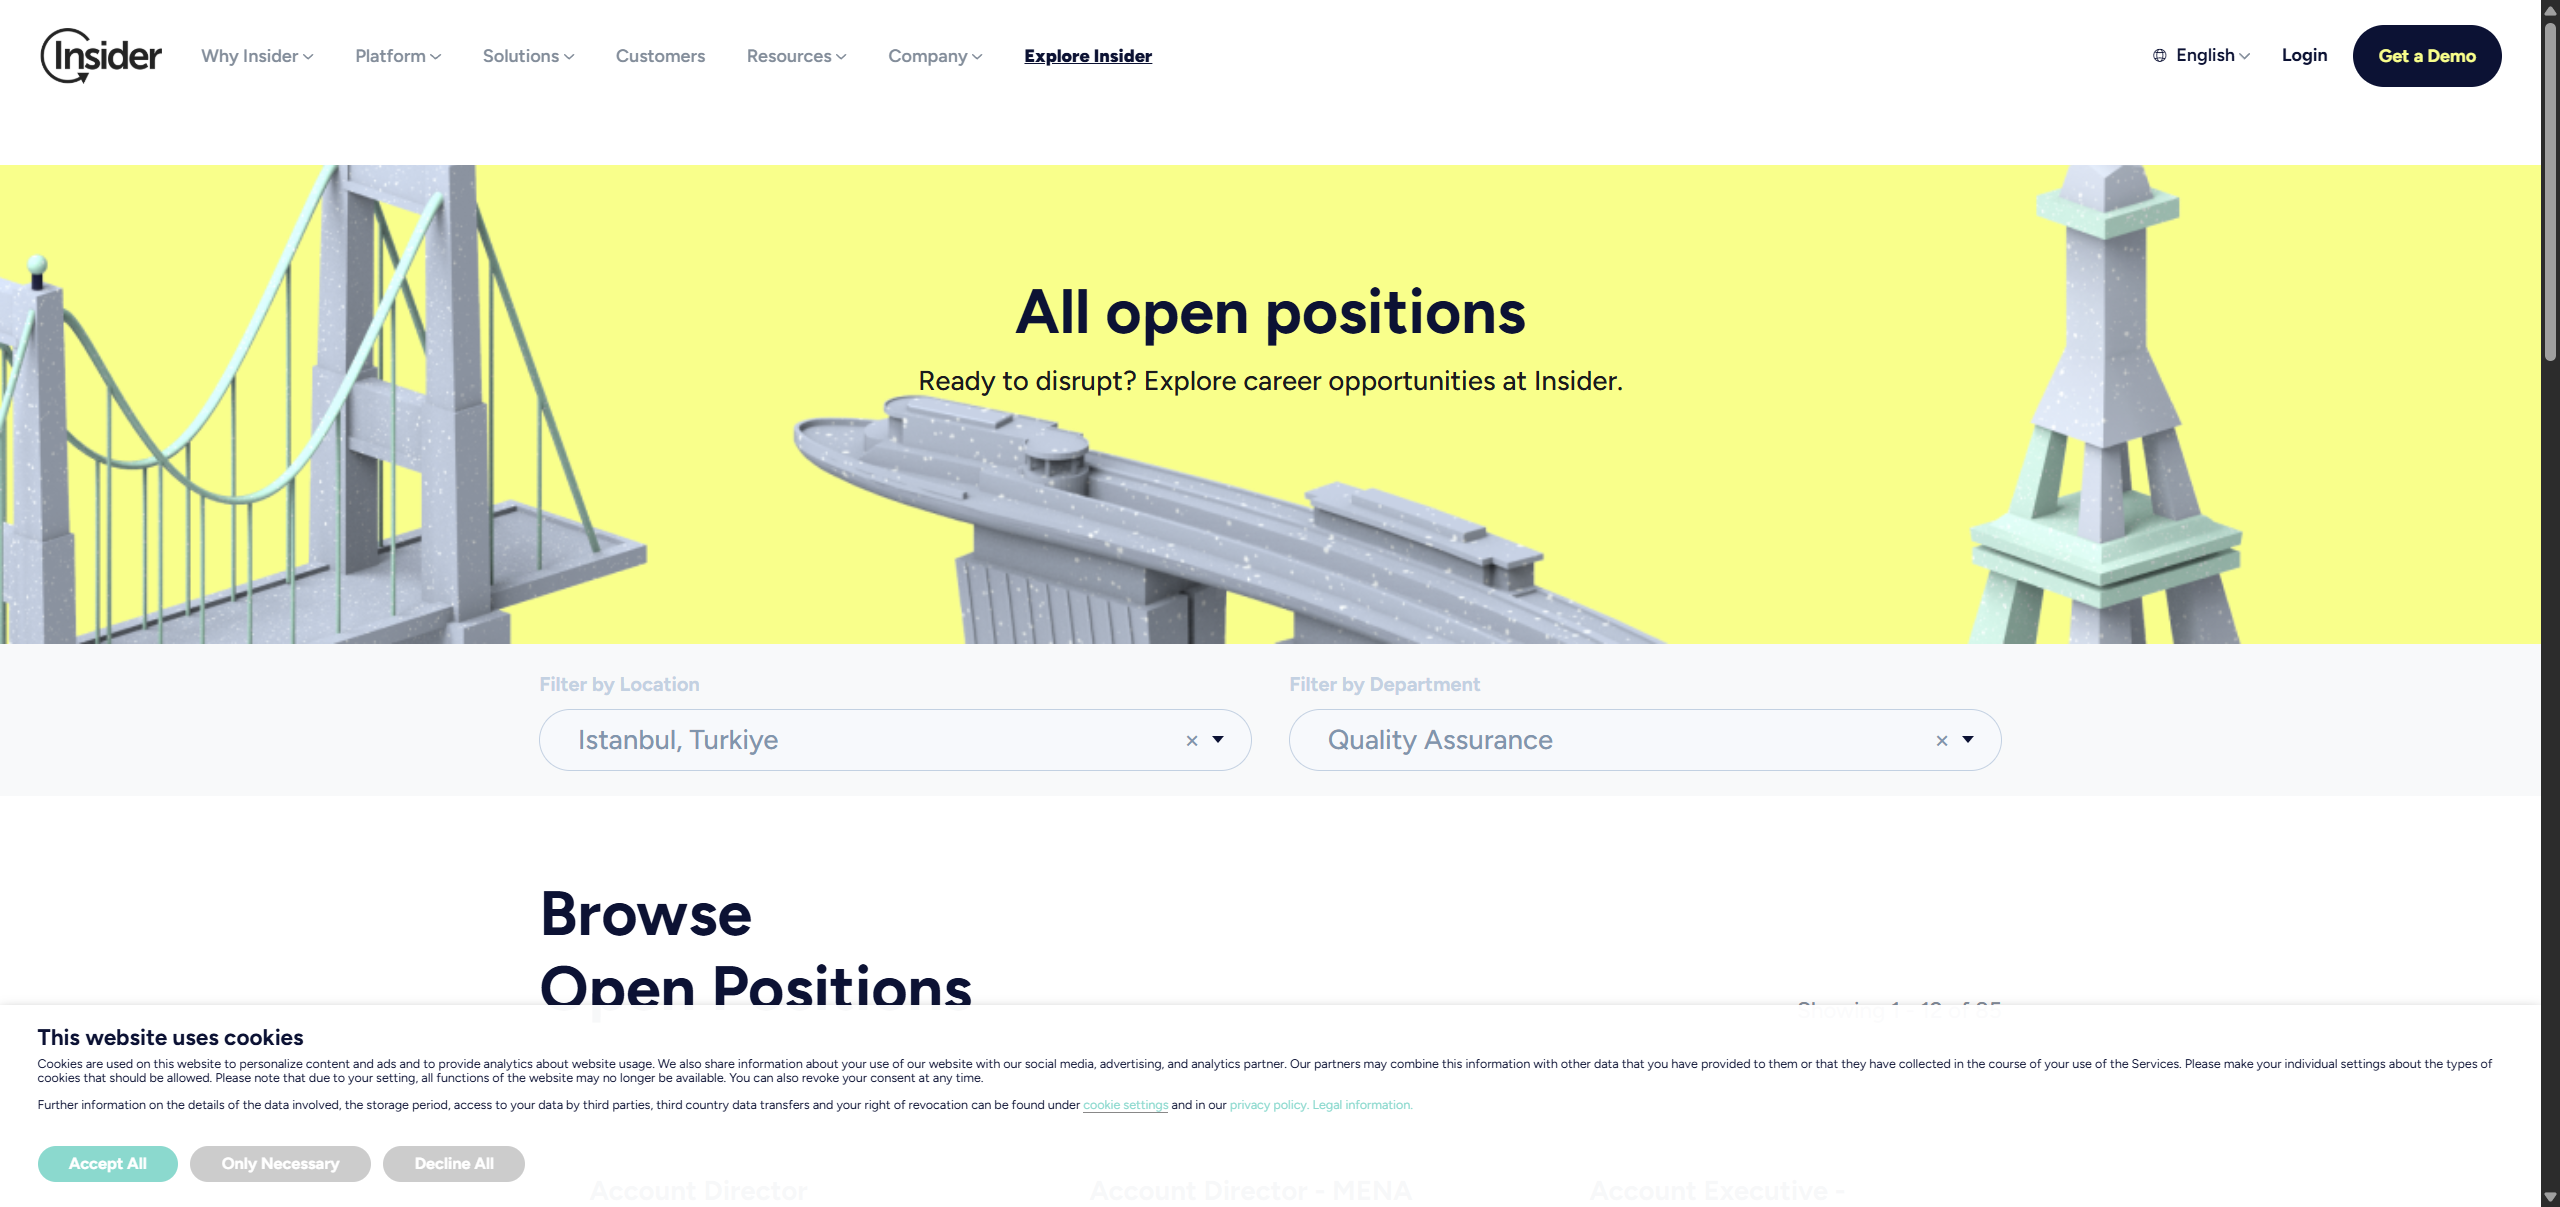 Insider
Why Insider
Platform
Solutions
Customers
Resources
Company
Explore Insider
English
Login
Get a Demo
All open positions
Ready to disrupt? Explore career opportunities at Insider.
Filter by Location
Filter by Department
Istanbul, Turkiye
×
Quality Assurance
×
Browse
Open Positions
Showing 1 - 12 of 85
This website uses cookies
Cookies are used on this website to personalize content and ads and to provide analytics about website usage. We also share information about your use of our website with our social media, advertising, and analytics partner. Our partners may combine this information with other data that you have provided to them or that they have collected in the course of your use of the Services. Please make your individual settings about the types of
cookies that should be allowed. Please note that due to your setting, all functions of the website may no longer be available. You can also revoke your consent at any time.
Further information on the details of the data involved, the storage period, access to your data by third parties, third country data transfers and your right of revocation can be found under cookie settings and in our privacy policy. Legal information.
Accept All
Only Necessary
Decline All
Account Director
Account Director - MENA
Account Executive -